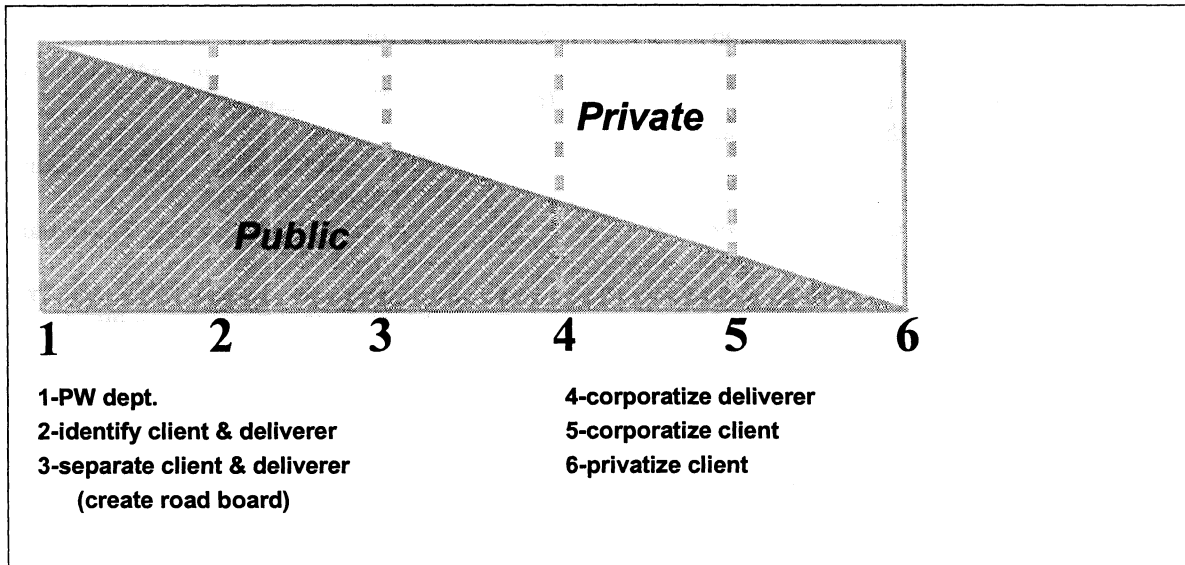 Private
Public
1 2 3 4 5 6
1-PW dept.
2-identify client & deliverer
3-separate client & deliverer
(create road board)
4-corporatize deliverer
5-corporatize client
6-privatize client